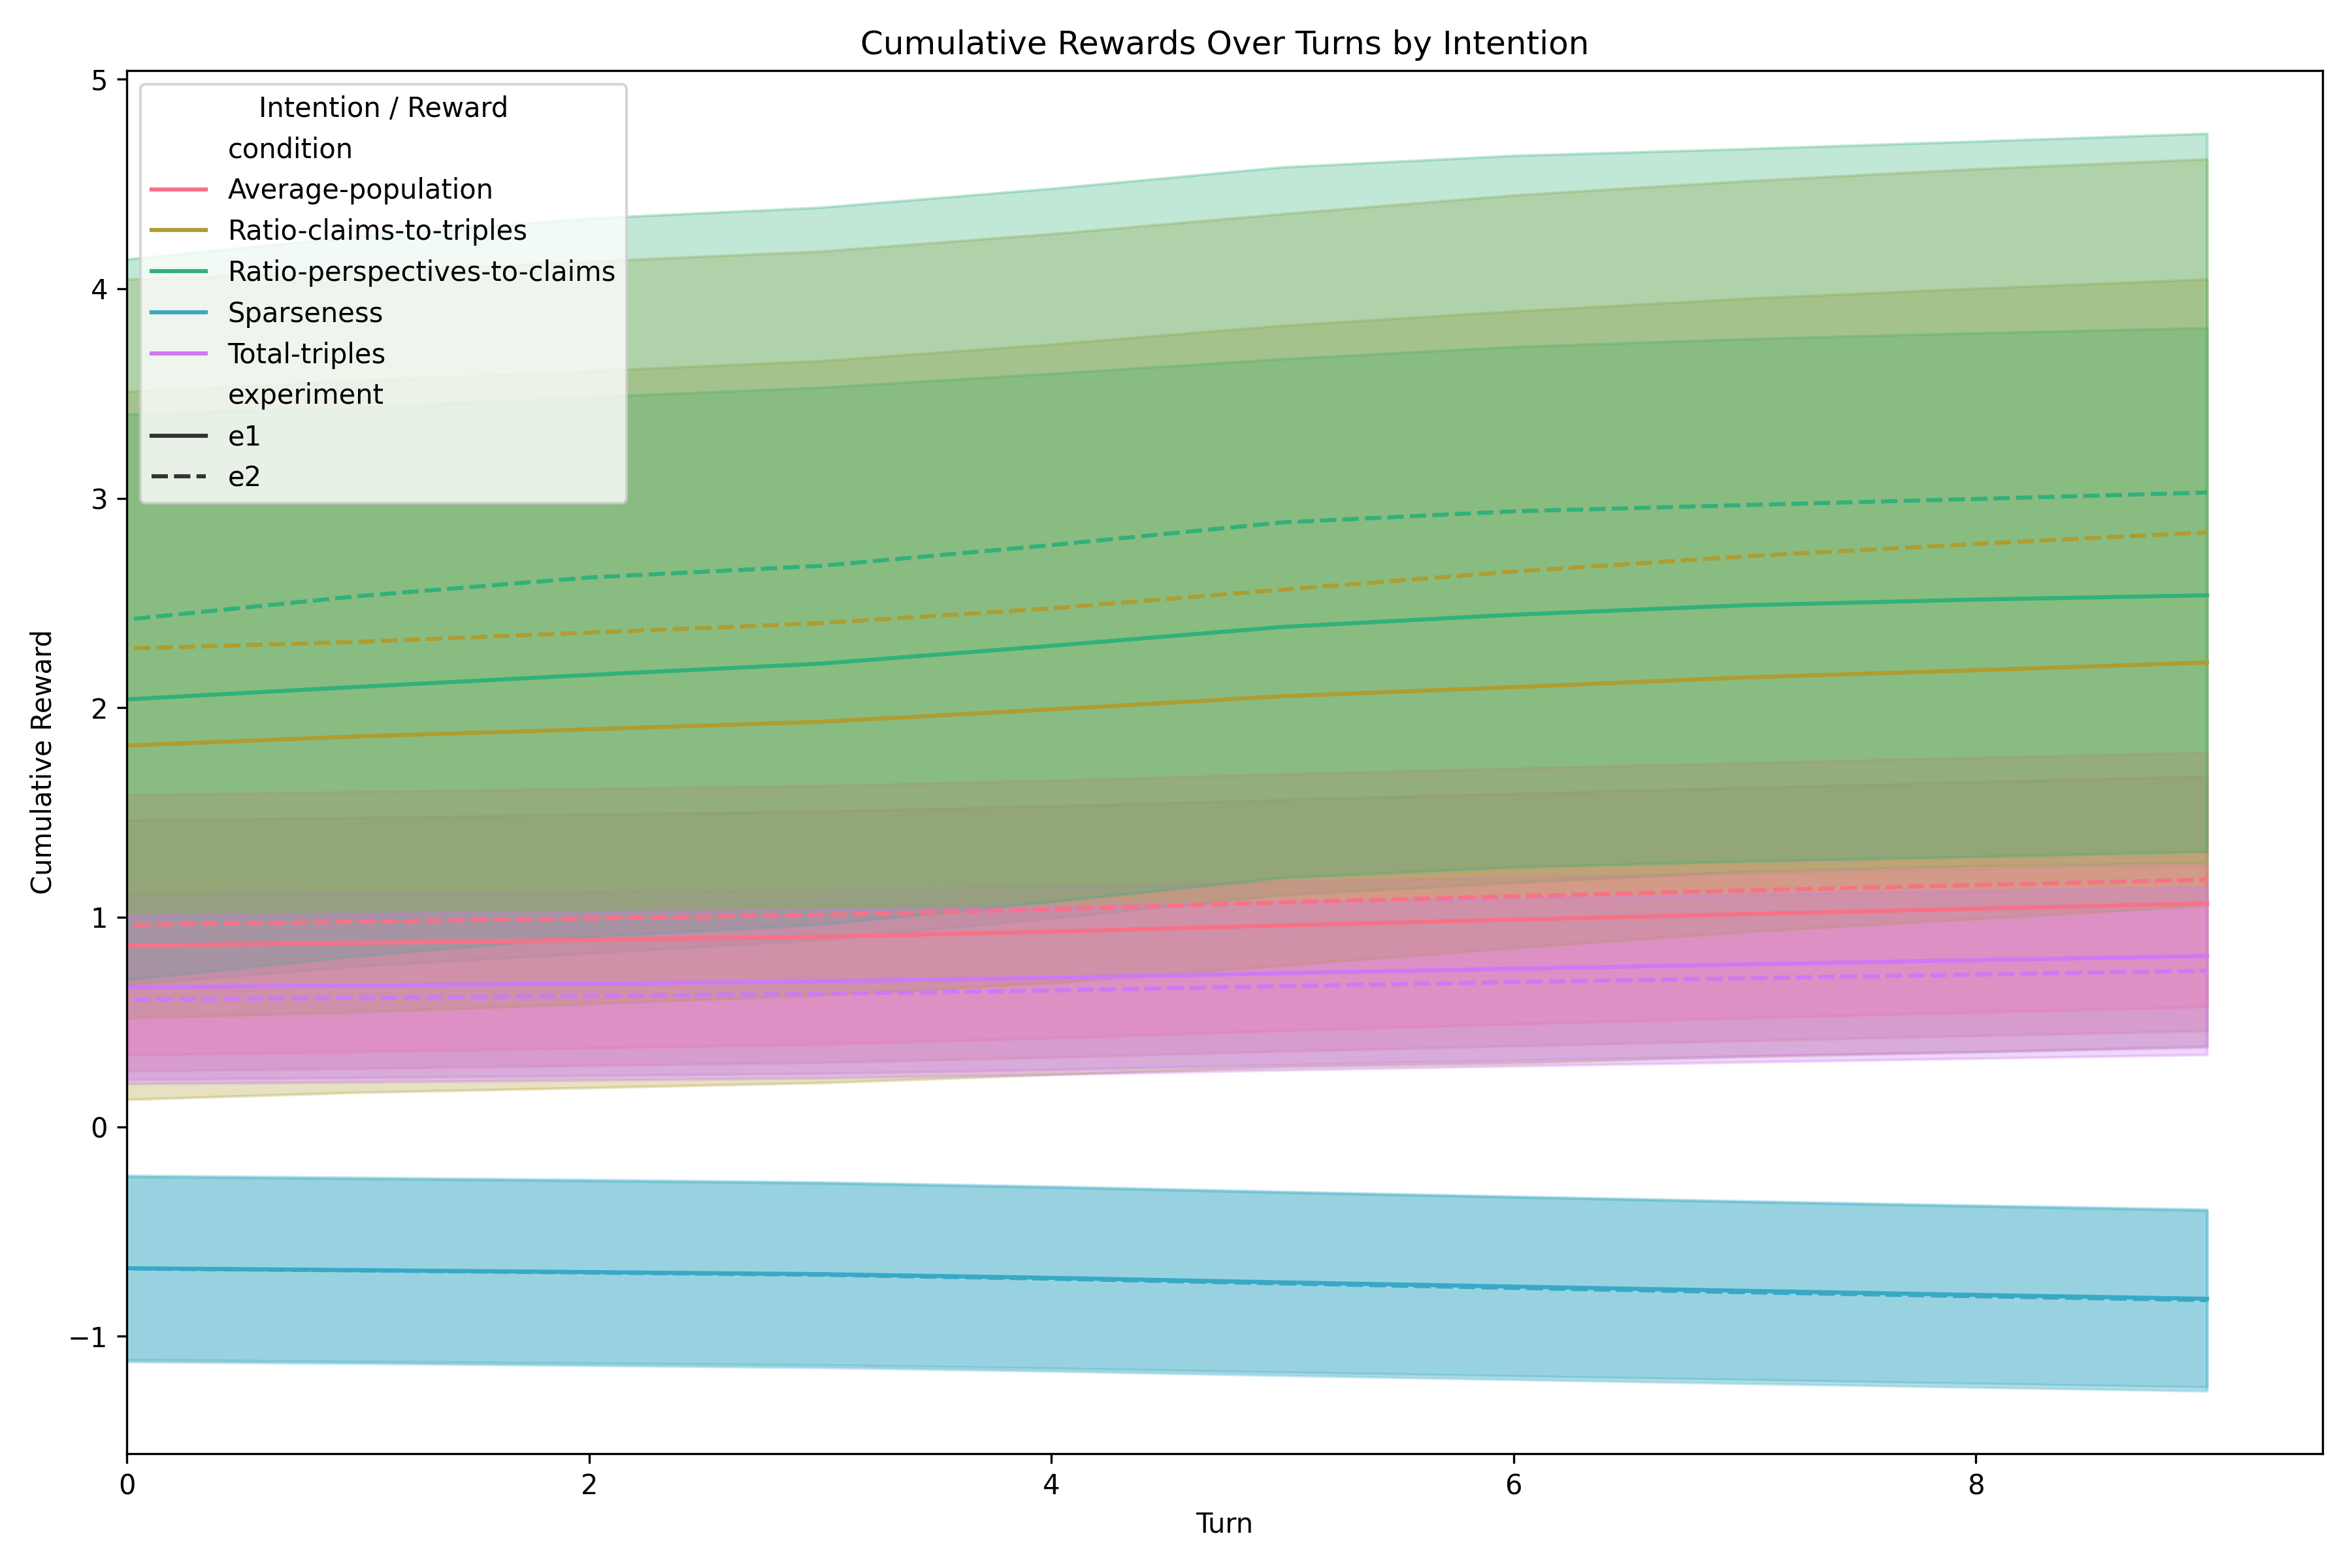 Cumulative Rewards Over Turns by Intention
Cumulative Reward
5
4
3
2
1
0
−1
Intention / Reward
condition
Average-population
Ratio-claims-to-triples
Ratio-perspectives-to-claims
Sparseness
Total-triples
experiment
e1
e2
0 2 4 6 8
Turn